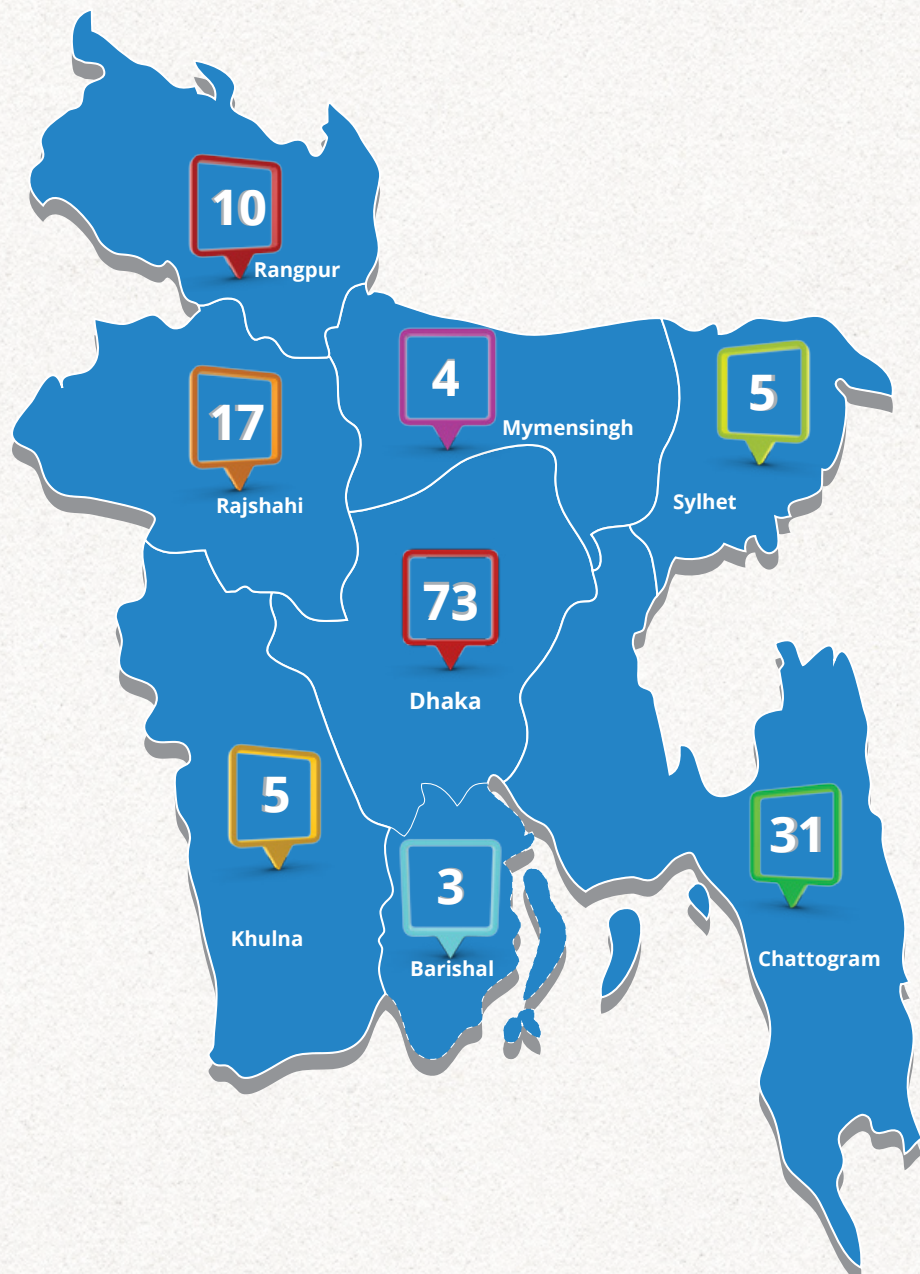 10
Rangpur
4
Mymensingh
5
Sylhet
17
Rajshahi
73
Dhaka
5
Khulna
3
Barishal
31
Chattogram